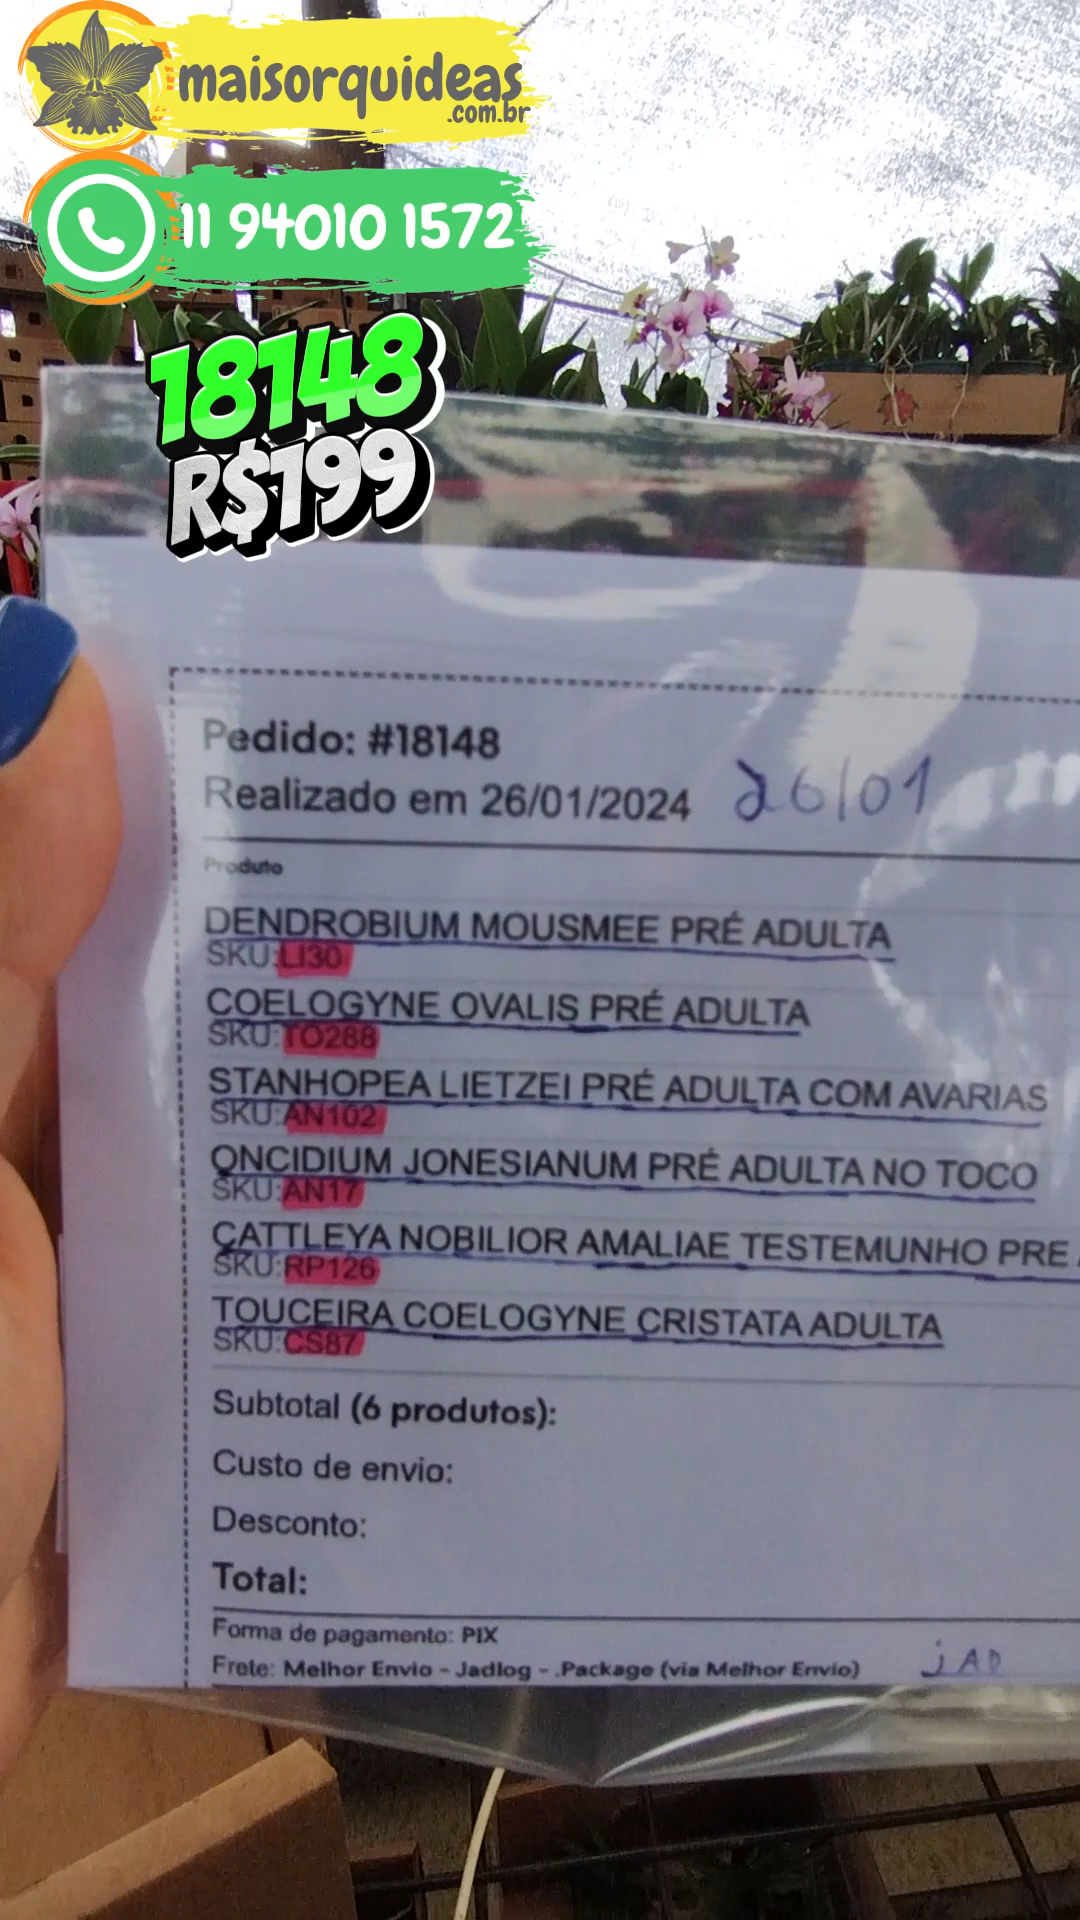 maisorquideas
.com.br
11 94010 1572
18148
R$199
Pedido: #18148
Realizado em 26/01/2024 26/01
Produto
DENDROBIUM MOUSMEE PRÉ ADULTA
SKU:LI30
COELOGYNE OVALIS PRÉ ADULTA
SKU:TO288
STANHOPEA LIETZEI PRÉ ADULTA COM AVARIAS
SKU:AN102
ONCIDIUM JONESIANUM PRÉ ADULTA NO TOCO
SKU:AN17
CATTLEYA NOBILIOR AMALIAE TESTEMUNHO PRE
SKU:RP126
TOUCEIRA COELOGYNE CRISTATA ADULTA
SKU:CS87
Subtotal (6 produtos):
Custo de envio:
Desconto:
Total:
Forma de pagamento: PIX
Frete: Melhor Envio - Jadlog - .Package (via Melhor Envio) jAD